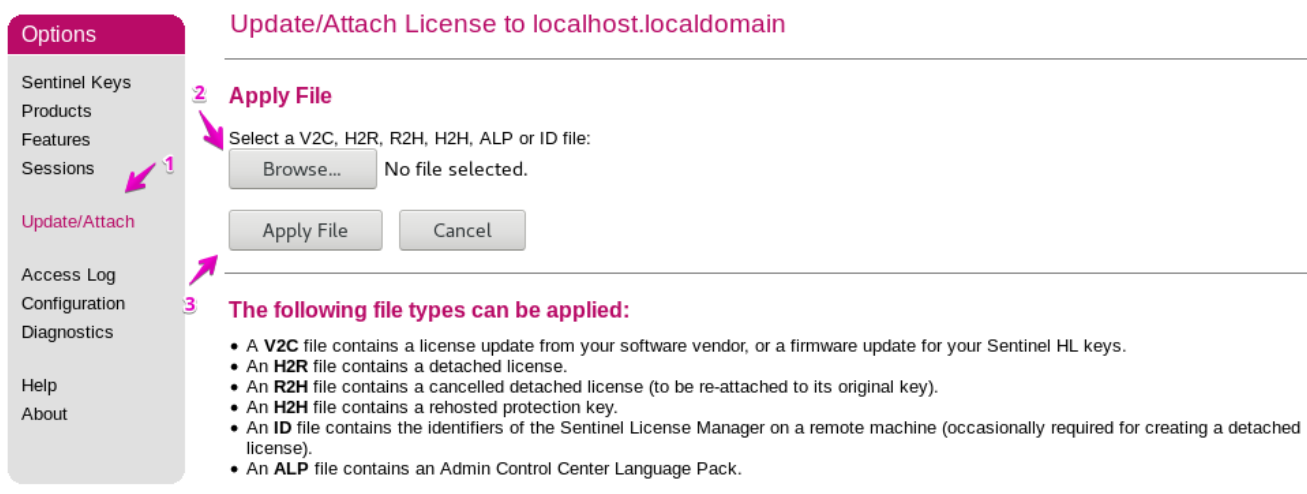 Options
Sentinel Keys
Products
Features
Sessions
Update/Attach
Access Log
Configuration
Diagnostics
Help
About
1
2
3
Update/Attach License to localhost.localdomain
Apply File
Select a V2C, H2R, R2H, H2H, ALP or ID file:
Browse... No file selected.
Apply File Cancel
The following file types can be applied:
• A V2C file contains a license update from your software vendor, or a firmware update for your Sentinel HL keys.
• An H2R file contains a detached license.
• An R2H file contains a cancelled detached license (to be re-attached to its original key).
• An H2H file contains a rehosted protection key.
• An ID file contains the identifiers of the Sentinel License Manager on a remote machine (occasionally required for creating a detached
license).
• An ALP file contains an Admin Control Center Language Pack.